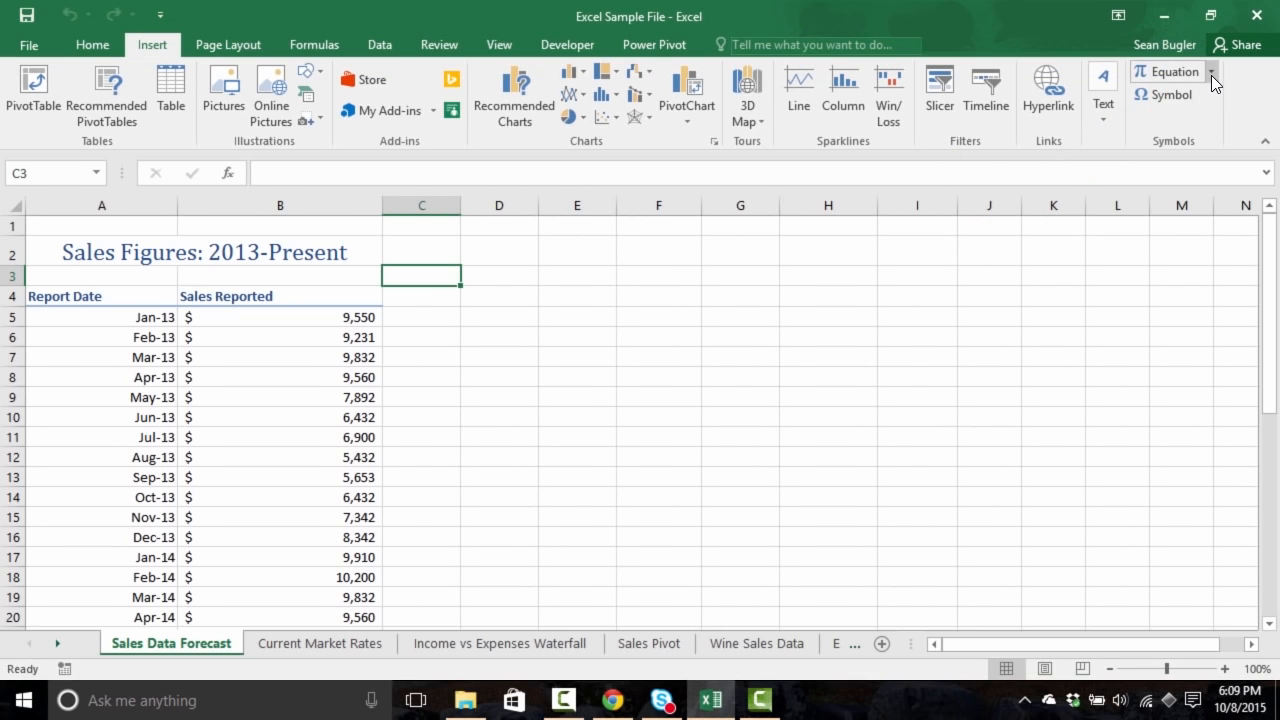 Excel Sample File - Excel
File Home Insert Page Layout Formulas Data Review View Developer Power Pivot Tell me what you want to do... Sean Bugler Share
PivotTable Recommended PivotTables Table
Tables
Pictures Online Pictures
Illustrations
Store
My Add-ins
Add-ins
Recommended Charts
PivotChart
Charts
3D Map
Tours
Line Column Win/Loss
Sparklines
Slicer Timeline
Filters
Hyperlink
Links
Text
π Equation
Ω Symbol
Symbols
C3 fx
A B C D E F G H I J K L M N
1
2 Sales Figures: 2013-Present
3
4 Report Date Sales Reported
5 Jan-13 $ 9,550
6 Feb-13 $ 9,231
7 Mar-13 $ 9,832
8 Apr-13 $ 9,560
9 May-13 $ 7,892
10 Jun-13 $ 6,432
11 Jul-13 $ 6,900
12 Aug-13 $ 5,432
13 Sep-13 $ 5,653
14 Oct-13 $ 6,432
15 Nov-13 $ 7,342
16 Dec-13 $ 8,342
17 Jan-14 $ 9,910
18 Feb-14 $ 10,200
19 Mar-14 $ 9,832
20 Apr-14 $ 9,560
Sales Data Forecast Current Market Rates Income vs Expenses Waterfall Sales Pivot Wine Sales Data E ...
Ready 100%
Ask me anything 6:09 PM
10/8/2015